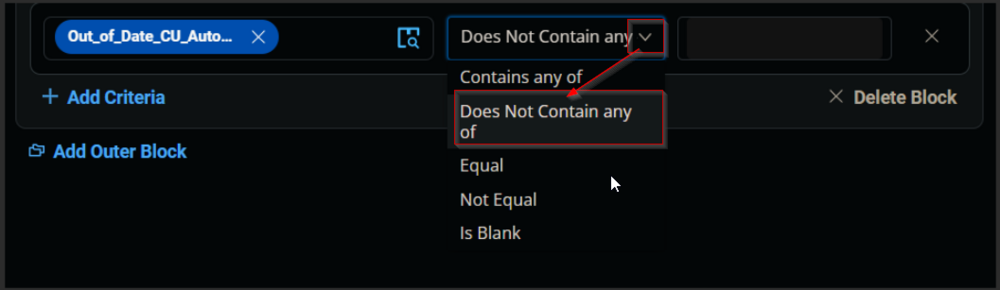 Out_of_Date_CU_Auto...
Does Not Contain any
Contains any of
Does Not Contain any
of
Equal
Not Equal
Is Blank
Add Criteria
Delete Block
Add Outer Block